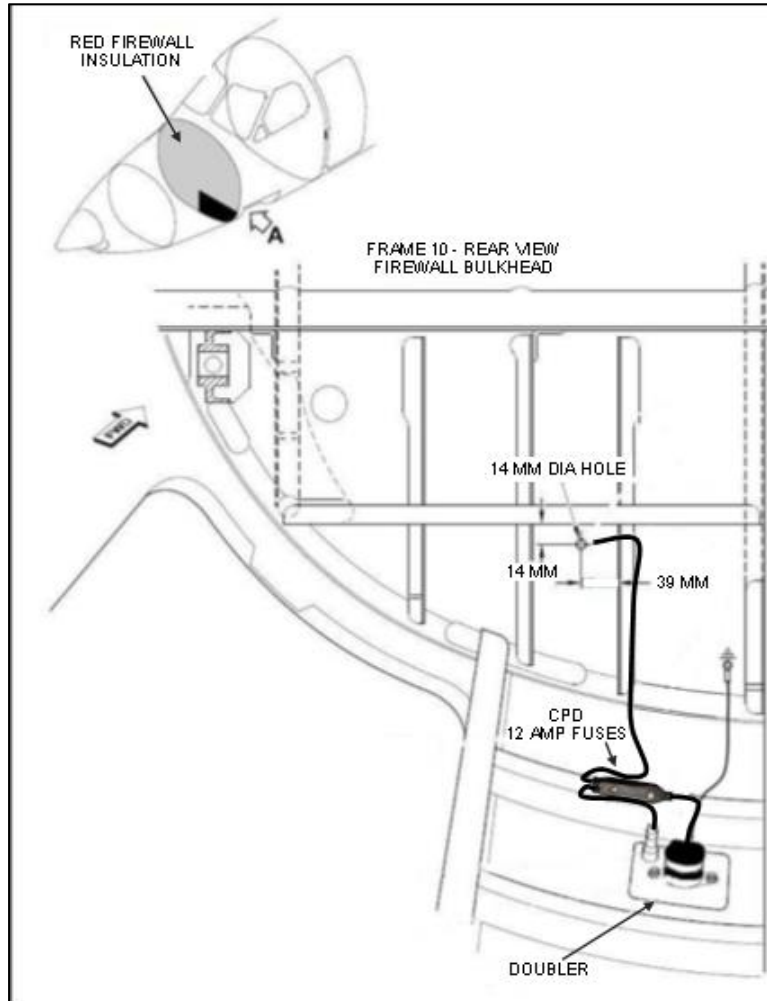 RED FIREWALL
INSULATION
A
FRAME 10 - REAR VIEW
FIREWALL BULKHEAD
FWD
14 MM DIA HOLE
14 MM
39 MM
CPD
12 AMP FUSES
DOUBLER